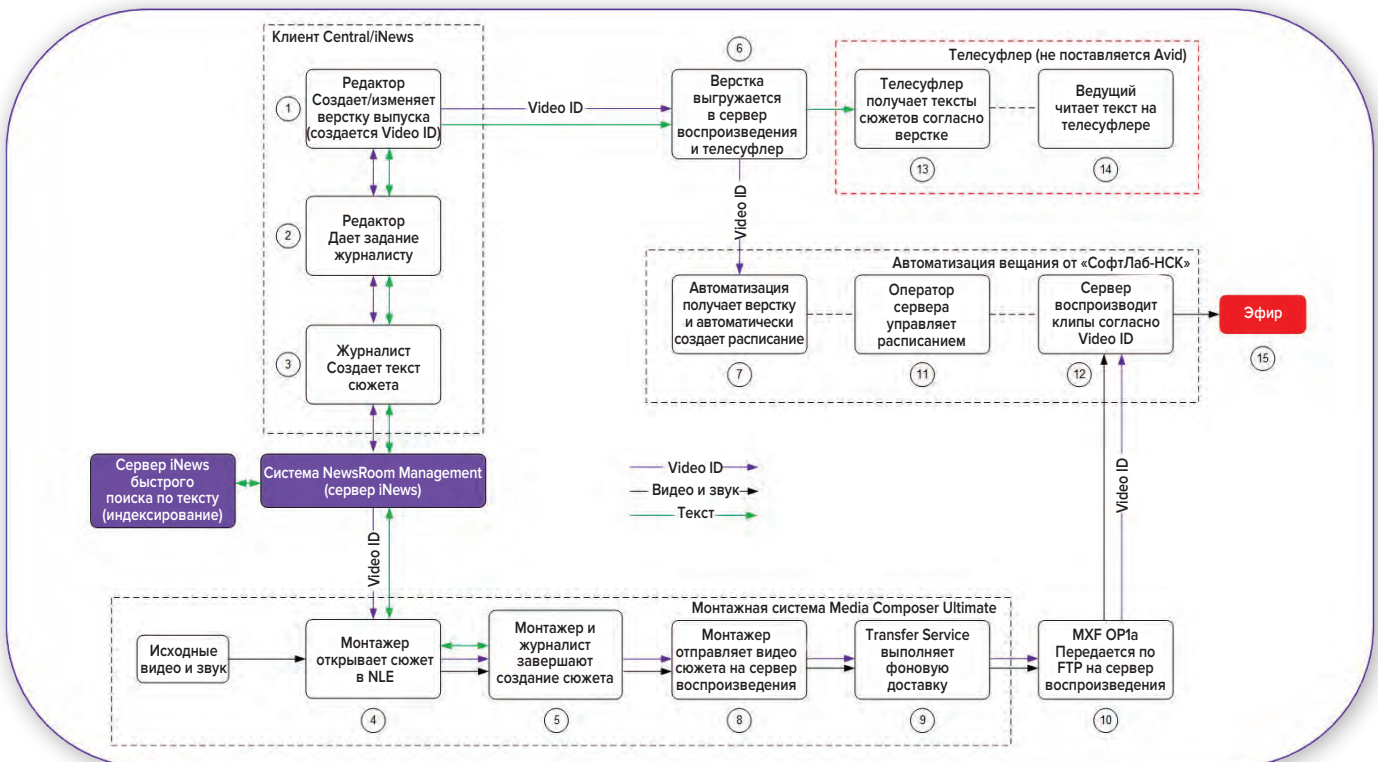 Клиент Central/iNews
1
Редактор
Создает/изменяет
верстку выпуска
(создается Video ID)
Video ID
6
Верстка
выгружается
в сервер
воспроизведения
и телесуфлер
Телесуфлер (не поставляется Avid)
Телесуфлер
получает тексты
сюжетов согласно
верстке
13
Ведущий
читает текст на
телесуфлере
14
2
Редактор
Дает задание
журналисту
Video ID
3
Журналист
Создает текст
сюжета
Автоматизация вещания от «СофтЛаб-НСК»
Автоматизация
получает верстку
и автоматически
создает расписание
7
Оператор
сервера
управляет
расписанием
11
Сервер
воспроизводит
клипы согласно
Video ID
12
Эфир
15
Сервер iNews
быстрого
поиска по тексту
(индексирование)
Система NewsRoom Management
(сервер iNews)
Video ID
Видео и звук
Текст
Video ID
Video ID
Монтажная система Media Composer Ultimate
Исходные
видео и звук
Монтажер
открывает сюжет
в NLE
4
Монтажер и
журналист
завершают
создание сюжета
5
Монтажер
отправляет видео
сюжета на сервер
воспроизведения
8
Transfer Service
выполняет
фоновую
доставку
9
MXF OP1a
Передается по
FTP на сервер
воспроизведения
10